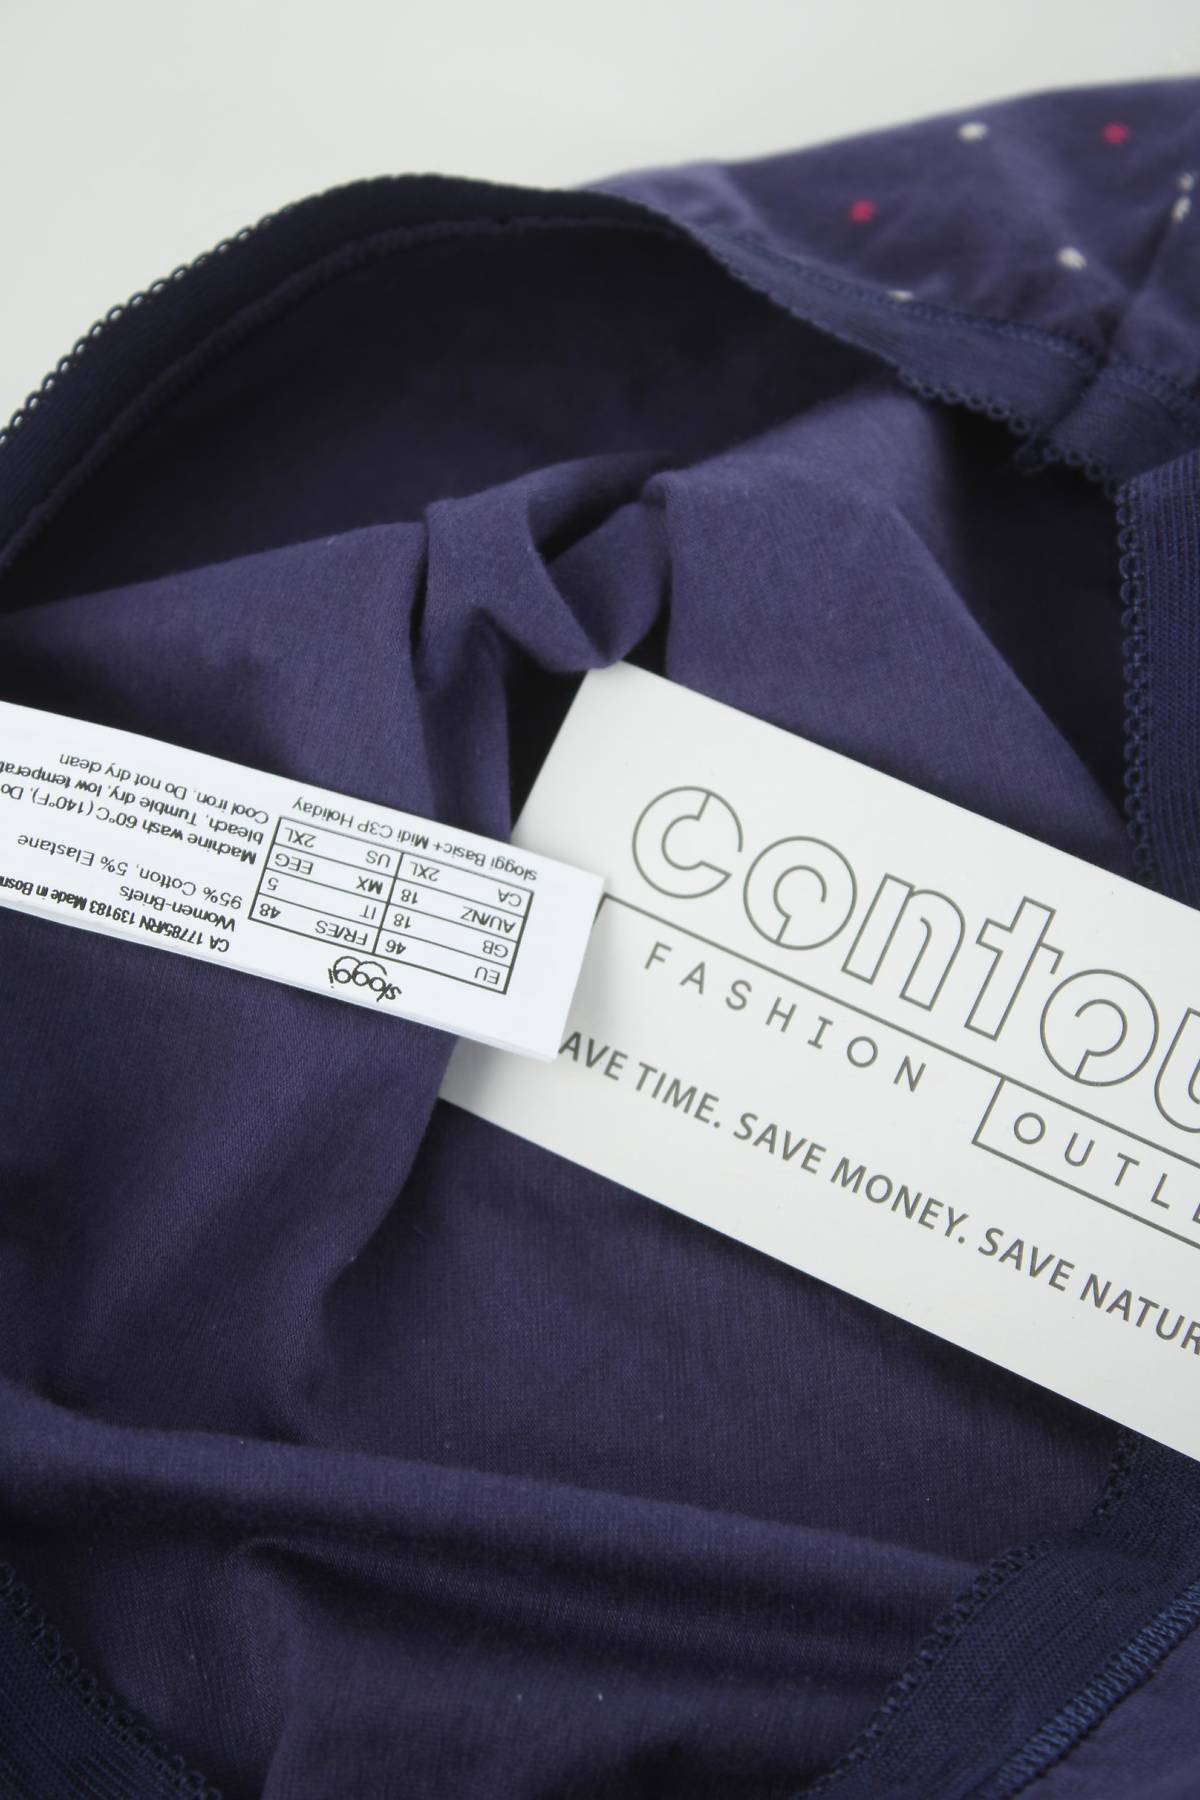 contou
FASHION
OUTLE
AVE TIME. SAVE MONEY. SAVE NATUR
sloggi
EU 46 FR/ES 48
GB 18 IT 5
AU/NZ 18 MX EEG
CA 2XL US 2XL
sloggi Basic+ Midi C3P Holiday
CA 17785/RN 139183 Made in Bosn
Women-Briefs
95% Cotton, 5% Elastane
Machine wash 60°C (140°F), Do
bleach, Tumble dry, low temperat
Cool iron, Do not dry clean